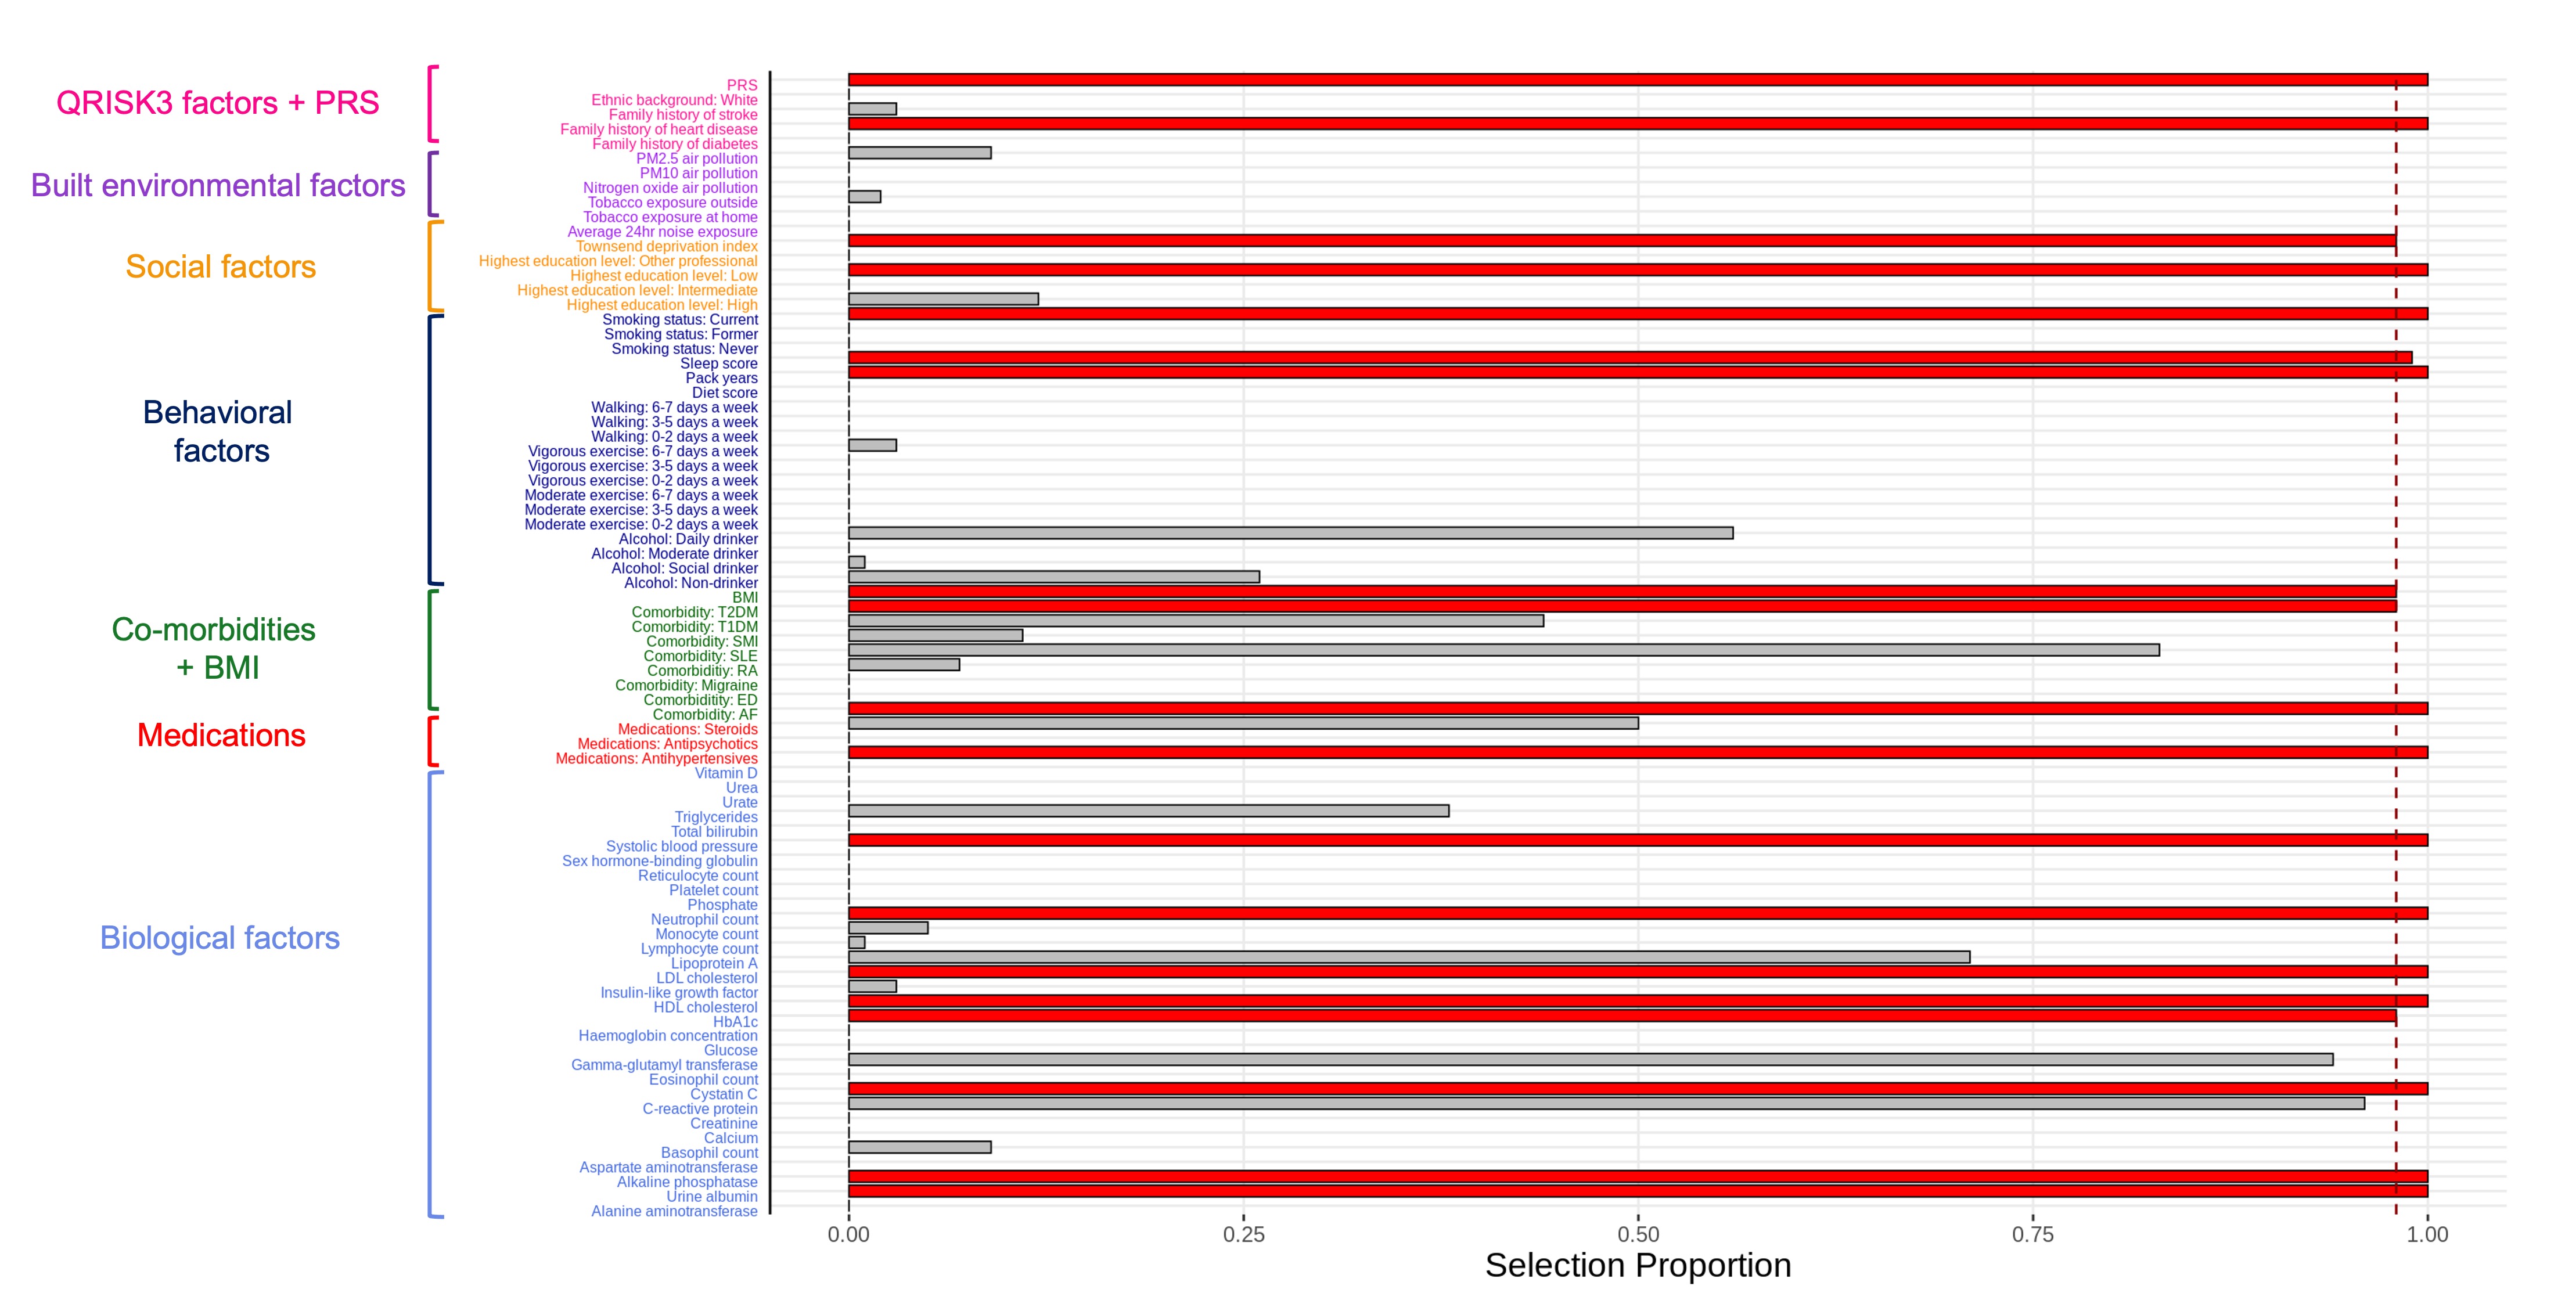 QRISK3 factors + PRS
Built environmental factors
Social factors
Behavioral
factors
Co-morbidities
+ BMI
Medications
Biological factors
PRS
Ethnic background: White
Family history of stroke
Family history of heart disease
Family history of diabetes
PM2.5 air pollution
PM10 air pollution
Nitrogen oxide air pollution
Tobacco exposure outside
Tobacco exposure at home
Average 24hr noise exposure
Townsend deprivation index
Highest education level: Other professional
Highest education level: Low
Highest education level: Intermediate
Highest education level: High
Smoking status: Current
Smoking status: Former
Smoking status: Never
Sleep score
Pack years
Diet score
Walking: 6-7 days a week
Walking: 3-5 days a week
Walking: 0-2 days a week
Vigorous exercise: 6-7 days a week
Vigorous exercise: 3-5 days a week
Vigorous exercise: 0-2 days a week
Moderate exercise: 6-7 days a week
Moderate exercise: 3-5 days a week
Moderate exercise: 0-2 days a week
Alcohol: Daily drinker
Alcohol: Moderate drinker
Alcohol: Social drinker
Alcohol: Non-drinker
BMI
Comorbidity: T2DM
Comorbidity: T1DM
Comorbidity: SMI
Comorbidity: SLE
Comorbiditiy: RA
Comorbidity: Migraine
Comorbiditity: ED
Comorbidity: AF
Medications: Steroids
Medications: Antipsychotics
Medications: Antihypertensives
Vitamin D
Urea
Urate
Triglycerides
Total bilirubin
Systolic blood pressure
Sex hormone-binding globulin
Reticulocyte count
Platelet count
Phosphate
Neutrophil count
Monocyte count
Lymphocyte count
Lipoprotein A
LDL cholesterol
Insulin-like growth factor
HDL cholesterol
HbA1c
Haemoglobin concentration
Glucose
Gamma-glutamyl transferase
Eosinophil count
Cystatin C
C-reactive protein
Creatinine
Calcium
Basophil count
Aspartate aminotransferase
Alkaline phosphatase
Urine albumin
Alanine aminotransferase
0.00 0.25 0.50 0.75 1.00
Selection Proportion